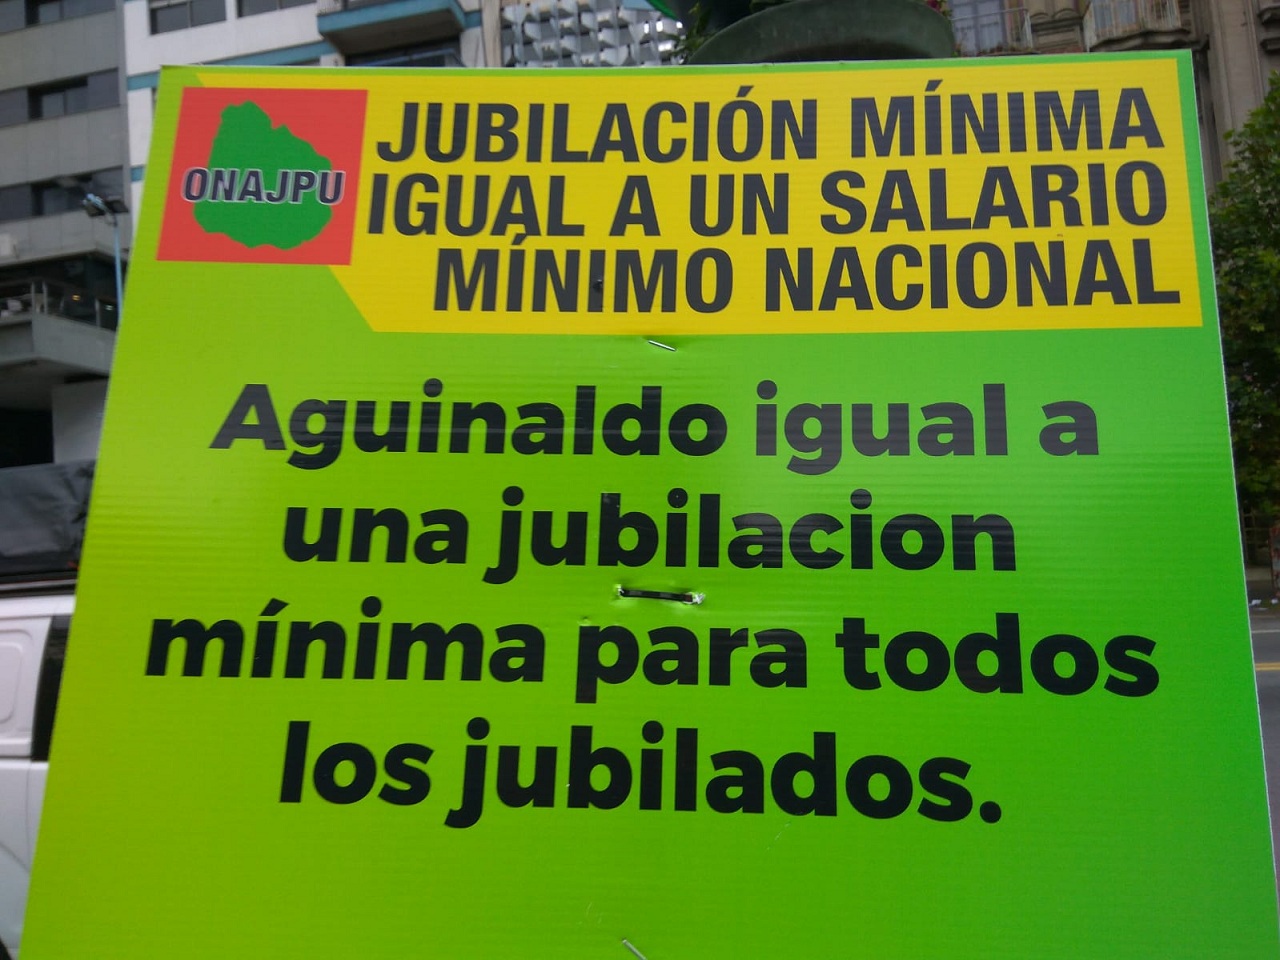 ONAJPU
JUBILACIÓN MÍNIMA
IGUAL A UN SALARIO
MÍNIMO NACIONAL
Aguinaldo igual a
una jubilacion
mínima para todos
los jubilados.